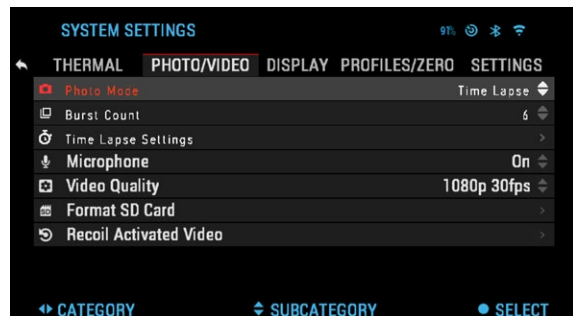 SYSTEM SETTINGS 91%
THERMAL PHOTO/VIDEO DISPLAY PROFILES/ZERO SETTINGS
Photo Mode Time Lapse
Burst Count 6
Time Lapse Settings
Microphone On
Video Quality 1080p 30fps
Format SD Card
Recoil Activated Video
CATEGORY SUBCATEGORY SELECT